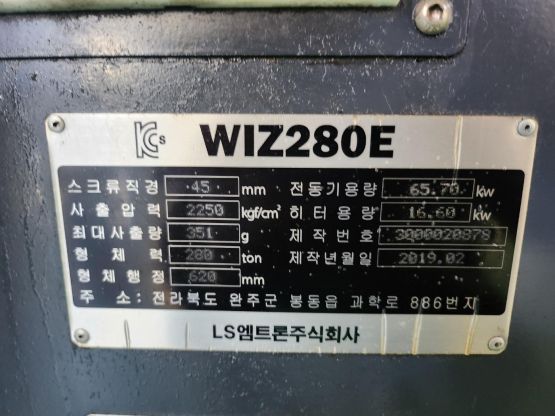 KCs WIZ280E
스크류직경 45 mm 전동기용량 65.70 kw
사출압력 2250 kgf/cm² 히터용량 16.60 kw
최대사출량 351 g 제작번호 3Q00020878
형체력 280 ton 제작년월일 2019.02
형체행정 620 mm
주소: 전라북도 완주군 봉동읍 과학로 886번지
LS엠트론주식회사